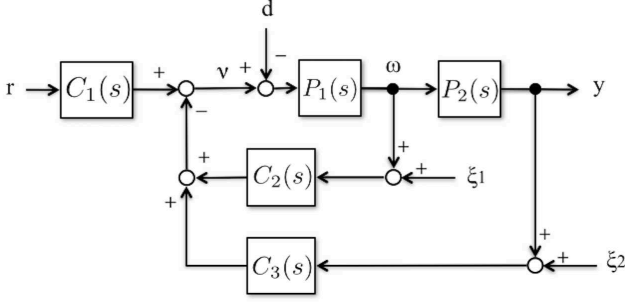 d
−
r
C₁(s)
+
ν
+
P₁(s)
ω
P₂(s)
y
−
+
+
C₂(s)
+
+
ξ1
+
C₃(s)
+
+
ξ2